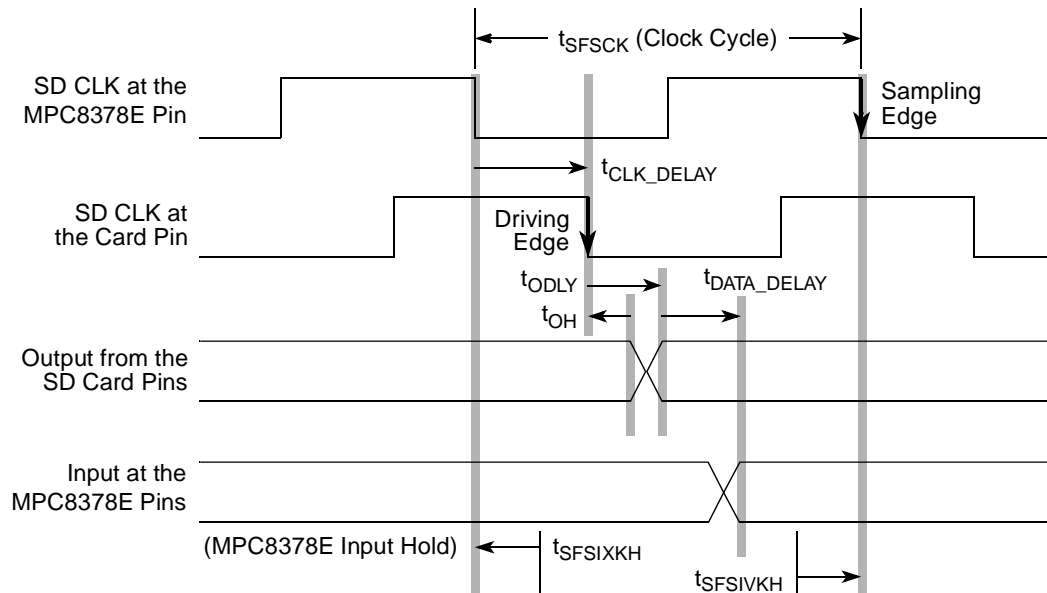 tSFSCK (Clock Cycle)
SD CLK at the
MPC8378E Pin
Sampling
Edge
tCLK_DELAY
SD CLK at
the Card Pin
Driving
Edge
tODLY
tDATA_DELAY
tOH
Output from the
SD Card Pins
Input at the
MPC8378E Pins
(MPC8378E Input Hold)
tSFSIXKH
tSFSIVKH